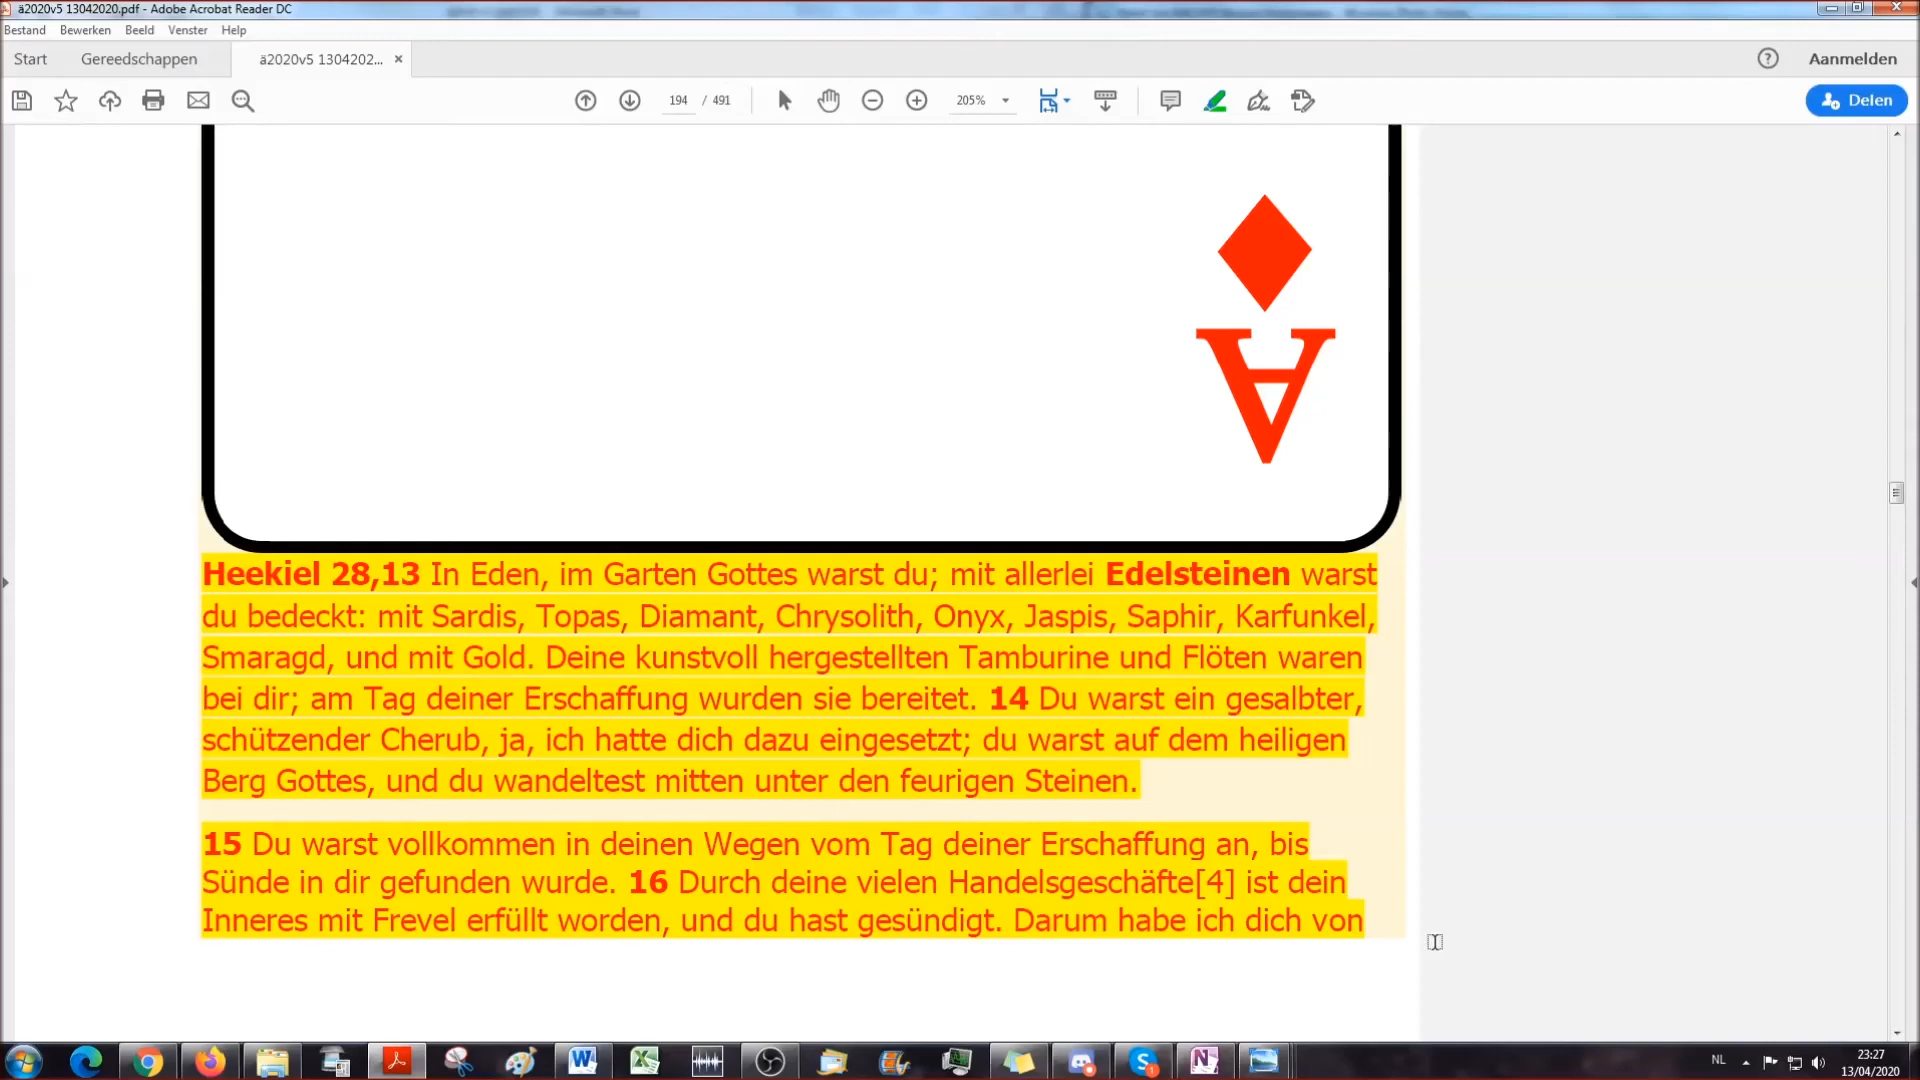 ä2020v5 13042020.pdf - Adobe Acrobat Reader DC
Bestand Bewerken Beeld Venster Help
Start Gereedschappen ä2020v5 1304202... × ? Aanmelden
194 / 491 205% Delen
A
Heekiel 28,13 In Eden, im Garten Gottes warst du; mit allerlei Edelsteinen warst
du bedeckt: mit Sardis, Topas, Diamant, Chrysolith, Onyx, Jaspis, Saphir, Karfunkel,
Smaragd, und mit Gold. Deine kunstvoll hergestellten Tamburine und Flöten waren
bei dir; am Tag deiner Erschaffung wurden sie bereitet. 14 Du warst ein gesalbter,
schützender Cherub, ja, ich hatte dich dazu eingesetzt; du warst auf dem heiligen
Berg Gottes, und du wandeltest mitten unter den feurigen Steinen.
15 Du warst vollkommen in deinen Wegen vom Tag deiner Erschaffung an, bis
Sünde in dir gefunden wurde. 16 Durch deine vielen Handelsgeschäfte[4] ist dein
Inneres mit Frevel erfüllt worden, und du hast gesündigt. Darum habe ich dich von
NL 23:27
13/04/2020